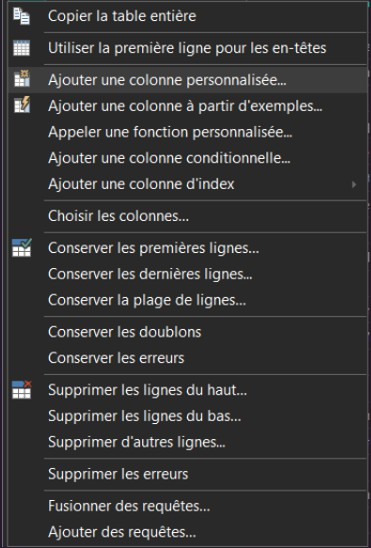 Copier la table entière
Utiliser la première ligne pour les en-têtes
Ajouter une colonne personnalisée...
Ajouter une colonne à partir d'exemples...
Appeler une fonction personnalisée...
Ajouter une colonne conditionnelle...
Ajouter une colonne d'index
Choisir les colonnes...
Conserver les premières lignes...
Conserver les dernières lignes...
Conserver la plage de lignes...
Conserver les doublons
Conserver les erreurs
Supprimer les lignes du haut...
Supprimer les lignes du bas...
Supprimer d'autres lignes...
Supprimer les erreurs
Fusionner des requêtes...
Ajouter des requêtes...